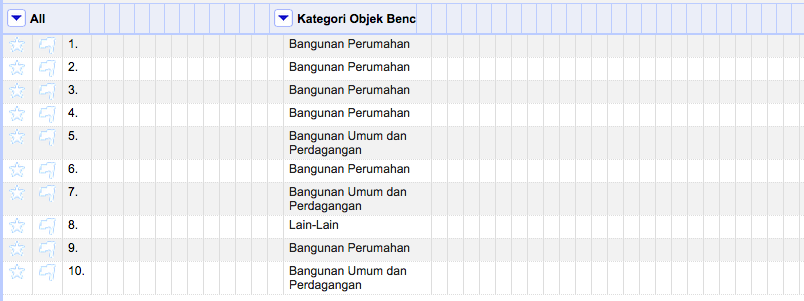 All
Kategori Objek Benc
1. Bangunan Perumahan
2. Bangunan Perumahan
3. Bangunan Perumahan
4. Bangunan Perumahan
5. Bangunan Umum dan
Perdagangan
6. Bangunan Perumahan
7. Bangunan Umum dan
Perdagangan
8. Lain-Lain
9. Bangunan Perumahan
10. Bangunan Umum dan
Perdagangan